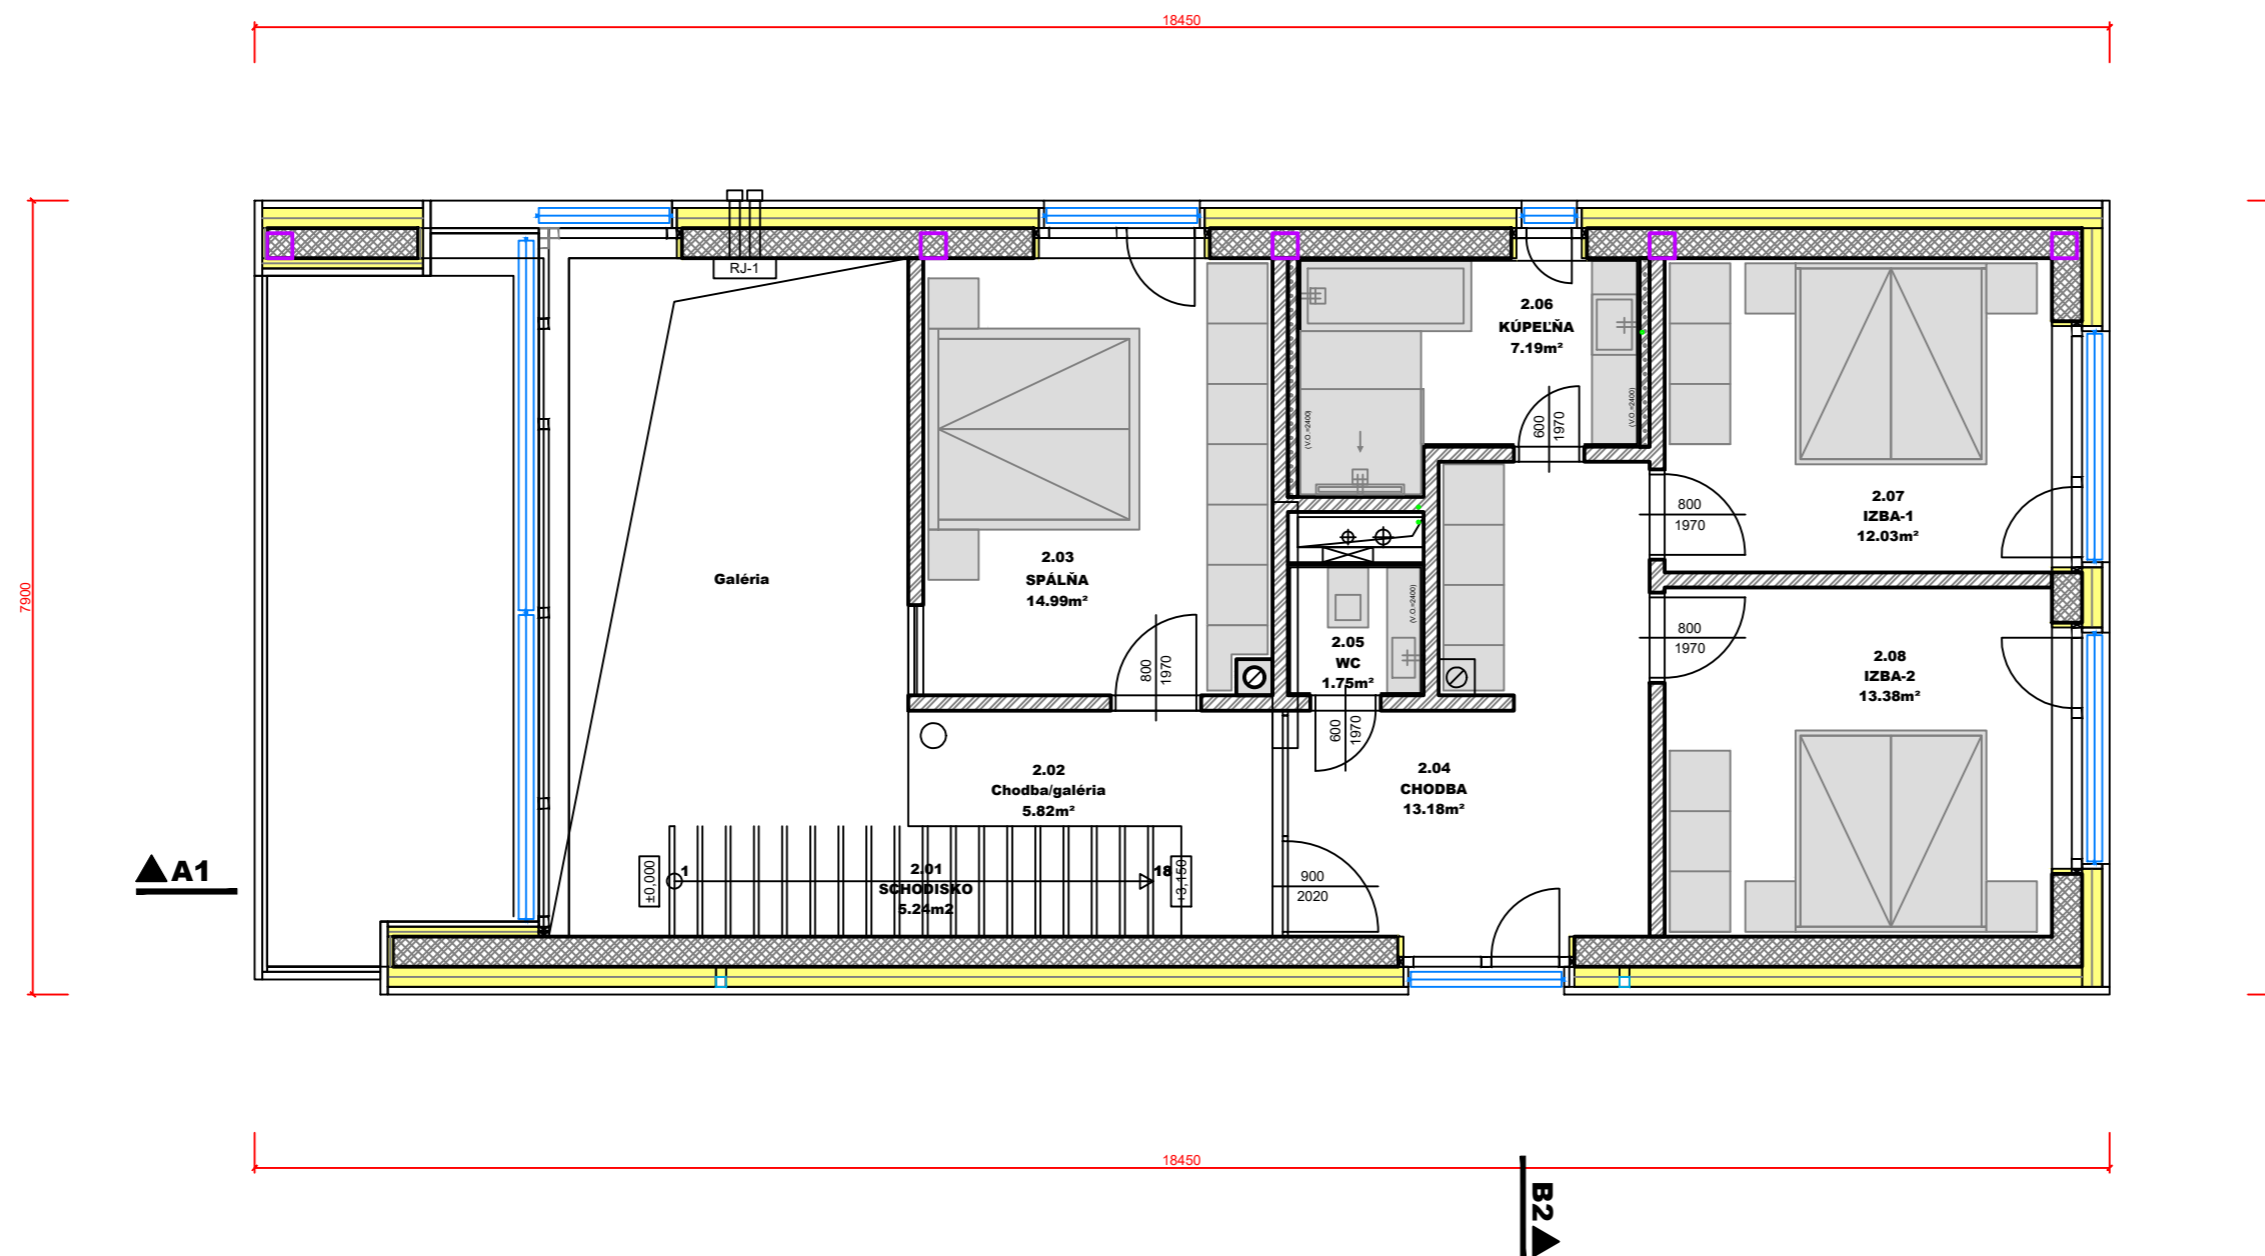 18450
7900
RJ-1
Galéria
2.03
SPÁLŇA
14.99m²
800
1970
2.06
KÚPEĽŇA
7.19m²
(V.O.=2400)
(V.O.=2400)
600
1970
2.07
IZBA-1
12.03m²
800
1970
2.05
WC
1.75m²
(V.O.=2400)
600
1970
800
1970
2.08
IZBA-2
13.38m²
2.02
Chodba/galéria
5.82m²
2.04
CHODBA
13.18m²
900
2020
±0,000
1
2.01
SCHODISKO
5.24m2
18
+3,150
A1
18450
B2